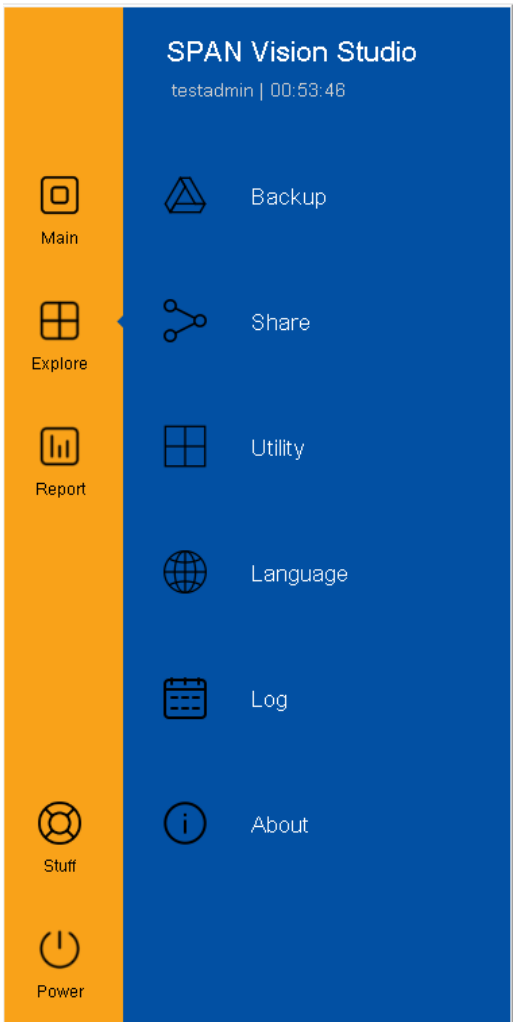 SPAN Vision Studio
testadmin | 00:53:46
Main
Explore
Report
Stuff
Power
Backup
Share
Utility
Language
Log
About